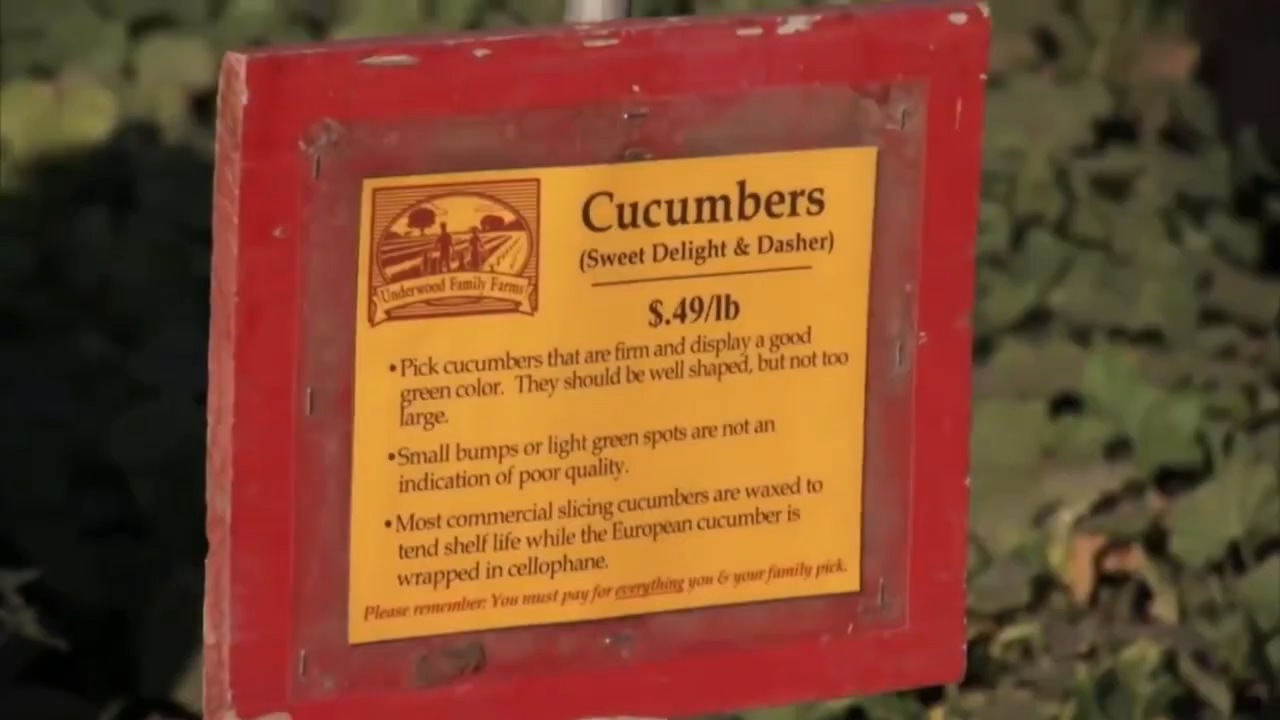 Underwood Family Farms
Cucumbers
(Sweet Delight & Dasher)
$.49/lb
•Pick cucumbers that are firm and display a good
green color. They should be well shaped, but not too
large.
•Small bumps or light green spots are not an
indication of poor quality.
•Most commercial slicing cucumbers are waxed to
tend shelf life while the European cucumber is
wrapped in cellophane.
Please remember: You must pay for everything you & your family pick.